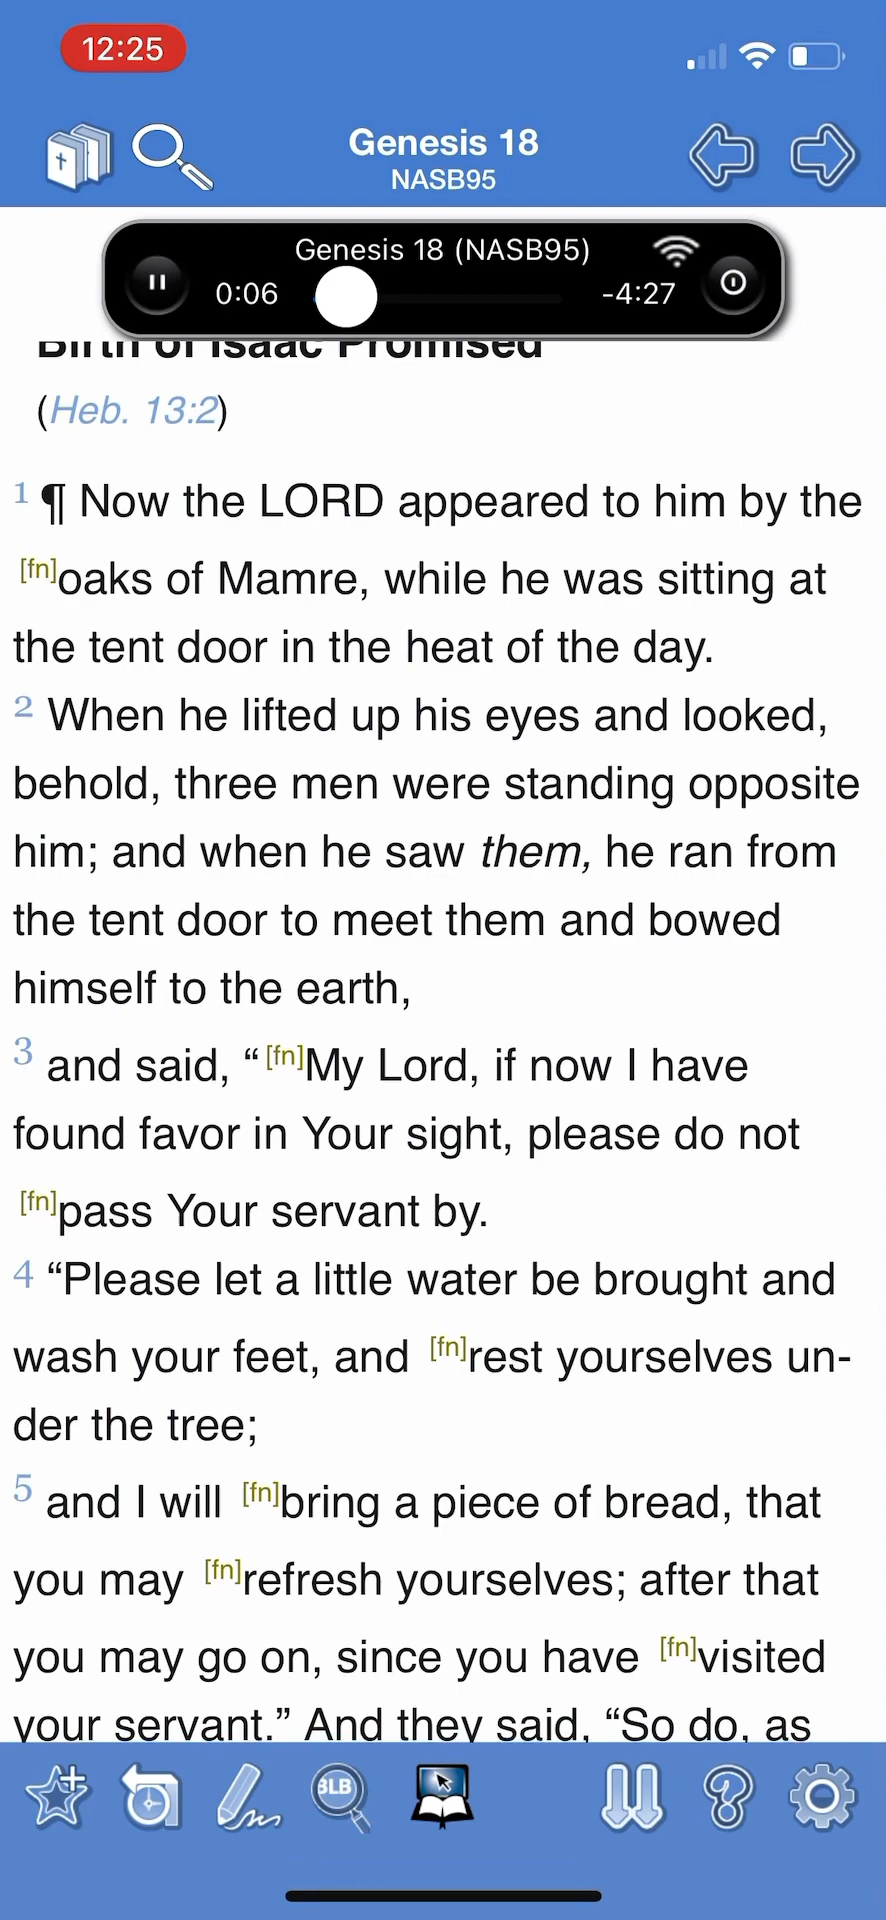 12:25
Genesis 18
NASB95
Genesis 18 (NASB95)
0:06
-4:27
Birth of Isaac Promised
(Heb. 13:2)
1 ¶ Now the LORD appeared to him by the
[fn]oaks of Mamre, while he was sitting at
the tent door in the heat of the day.
2 When he lifted up his eyes and looked,
behold, three men were standing opposite
him; and when he saw them, he ran from
the tent door to meet them and bowed
himself to the earth,
3 and said, “[fn]My Lord, if now I have
found favor in Your sight, please do not
[fn]pass Your servant by.
4 “Please let a little water be brought and
wash your feet, and [fn]rest yourselves un-
der the tree;
5 and I will [fn]bring a piece of bread, that
you may [fn]refresh yourselves; after that
you may go on, since you have [fn]visited
your servant.” And they said, “So do, as
BLB